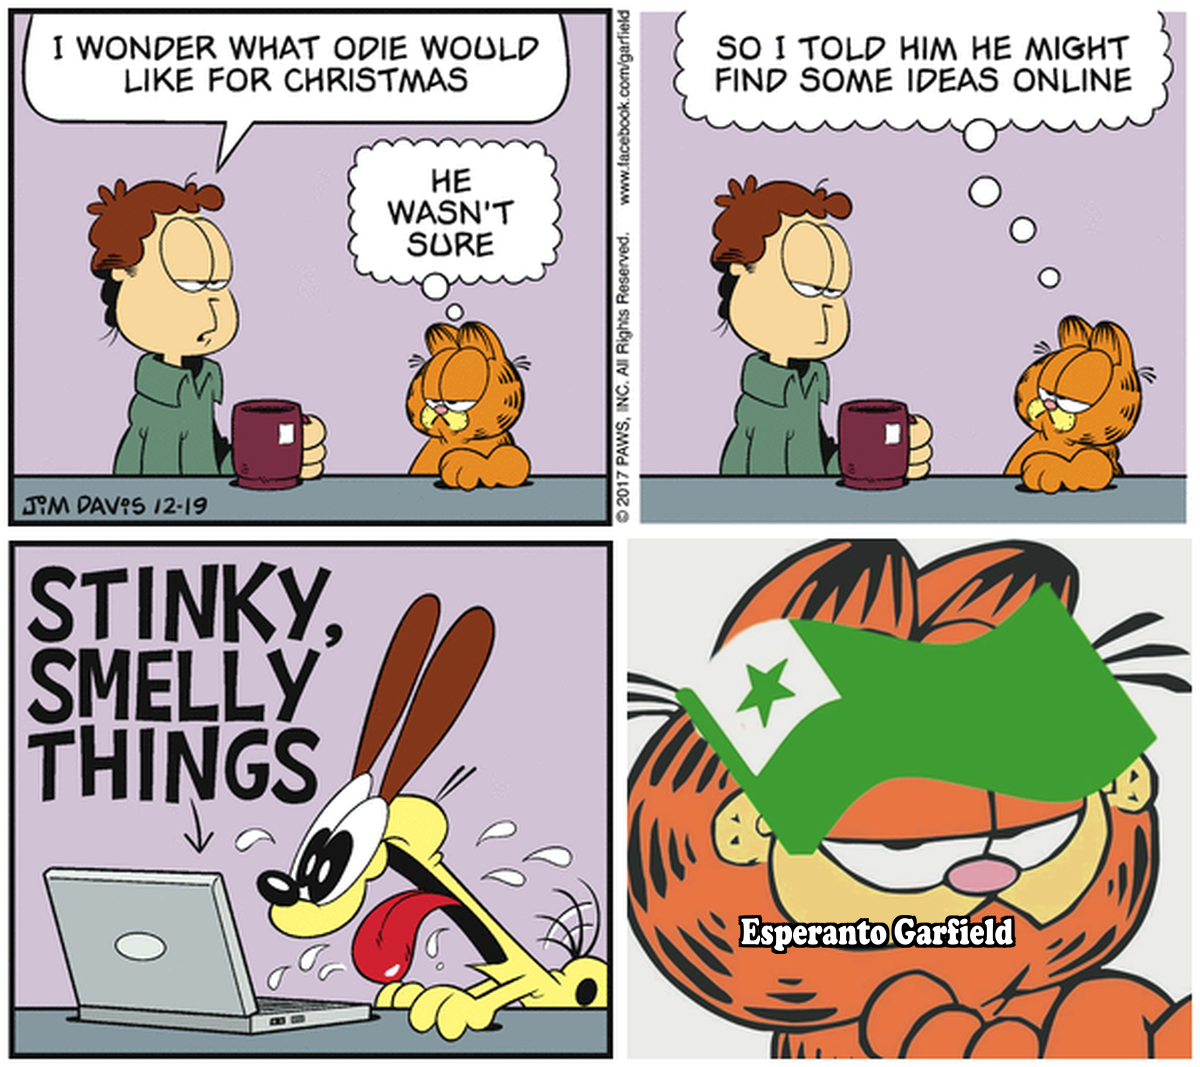 I WONDER WHAT ODIE WOULD
LIKE FOR CHRISTMAS
HE
WASN'T
SURE
JIM DAVIS 12-19
© 2017 PAWS, INC. All Rights Reserved. www.facebook.com/garfield
SO I TOLD HIM HE MIGHT
FIND SOME IDEAS ONLINE
STINKY,
SMELLY
THINGS
Esperanto Garfield